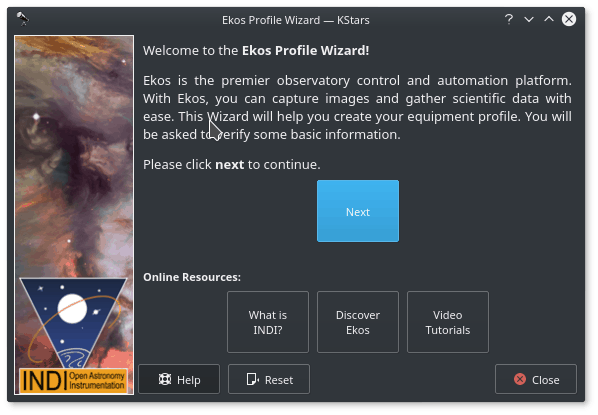 Ekos Profile Wizard — KStars
Welcome to the Ekos Profile Wizard!
Ekos is the premier observatory control and automation platform.
With Ekos, you can capture images and gather scientific data with
ease. This Wizard will help you create your equipment profile. You will
be asked to verify some basic information.
Please click next to continue.
Next
Online Resources:
What is
INDI?
Discover
Ekos
Video
Tutorials
INDI Open Astronomy
Instrumentation
Help
Reset
Close